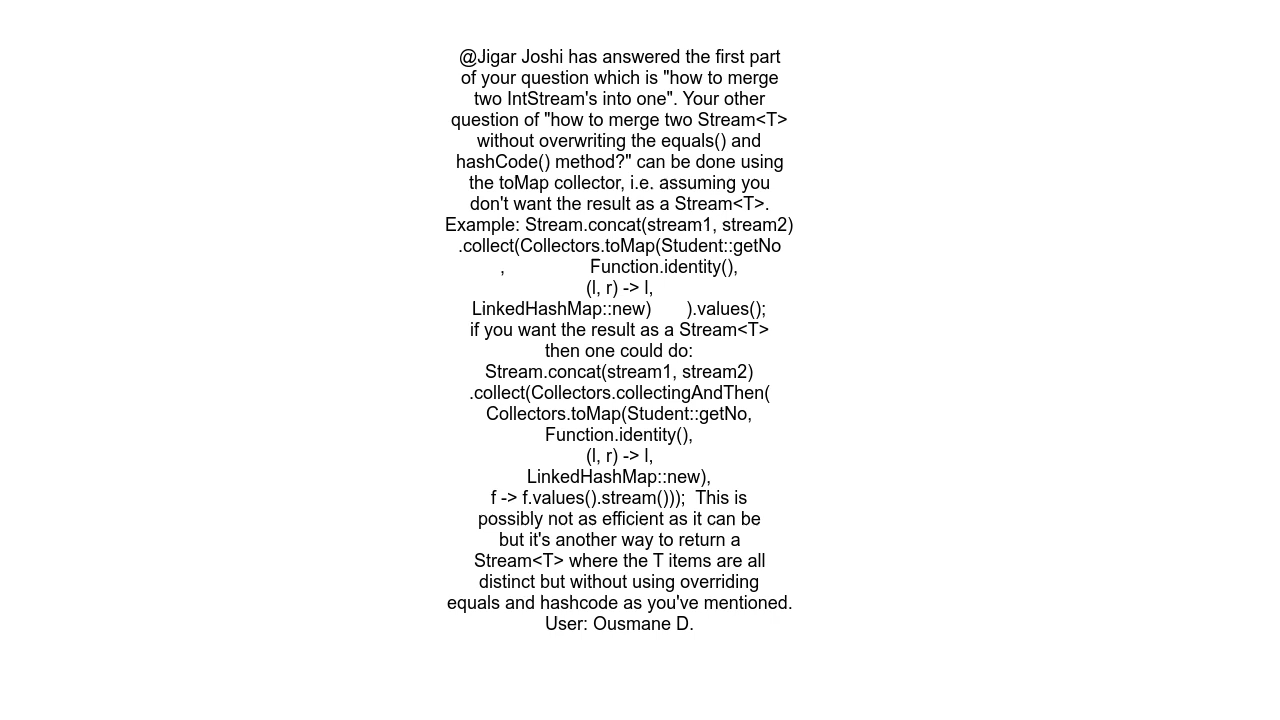 @Jigar Joshi has answered the first part
of your question which is "how to merge
two IntStream's into one". Your other
question of "how to merge two Stream<T>
without overwriting the equals() and
hashCode() method?" can be done using
the toMap collector, i.e. assuming you
don't want the result as a Stream<T>.
Example: Stream.concat(stream1, stream2)
.collect(Collectors.toMap(Student::getNo
,                 Function.identity(),
(l, r) -> l,
LinkedHashMap::new)       ).values();
if you want the result as a Stream<T>
then one could do:
Stream.concat(stream1, stream2)
.collect(Collectors.collectingAndThen(
Collectors.toMap(Student::getNo,
Function.identity(),
(l, r) -> l,
LinkedHashMap::new),
f -> f.values().stream()));  This is
possibly not as efficient as it can be
but it's another way to return a
Stream<T> where the T items are all
distinct but without using overriding
equals and hashcode as you've mentioned.
User: Ousmane D.